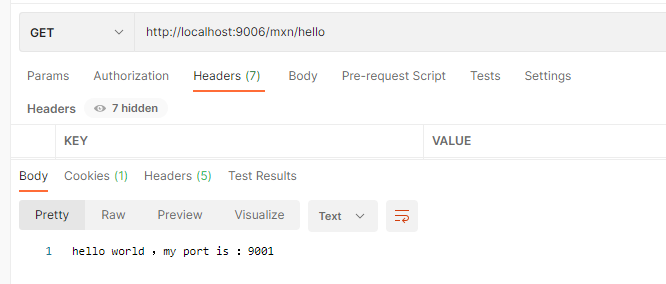 GET http://localhost:9006/mxn/hello
Params Authorization Headers (7) Body Pre-request Script Tests Settings
Headers 7 hidden
KEY VALUE
Body Cookies (1) Headers (5) Test Results
Pretty Raw Preview Visualize Text
1 hello world ，my port is : 9001